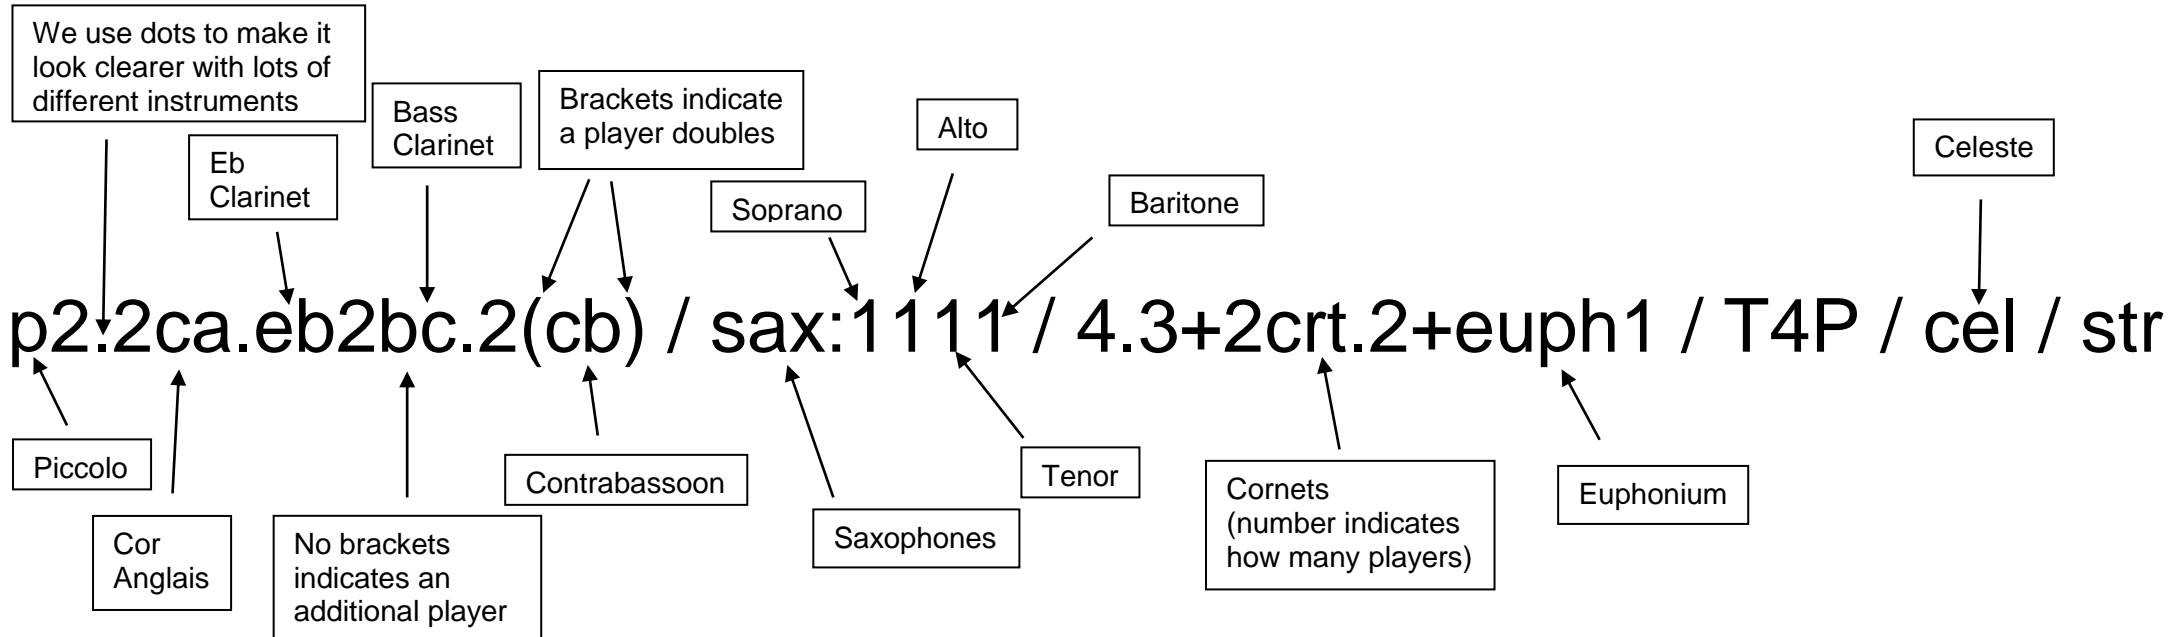 We use dots to make it
look clearer with lots of
different instruments
Eb
Clarinet
Bass
Clarinet
Brackets indicate
a player doubles
Soprano
Alto
Baritone
Celeste
p2.2ca.eb2bc.2(cb) / sax:1111 / 4.3+2crt.2+euph1 / T4P / cel / str
Piccolo
Cor
Anglais
No brackets
indicates an
additional player
Contrabassoon
Saxophones
Tenor
Cornets
(number indicates
how many players)
Euphonium